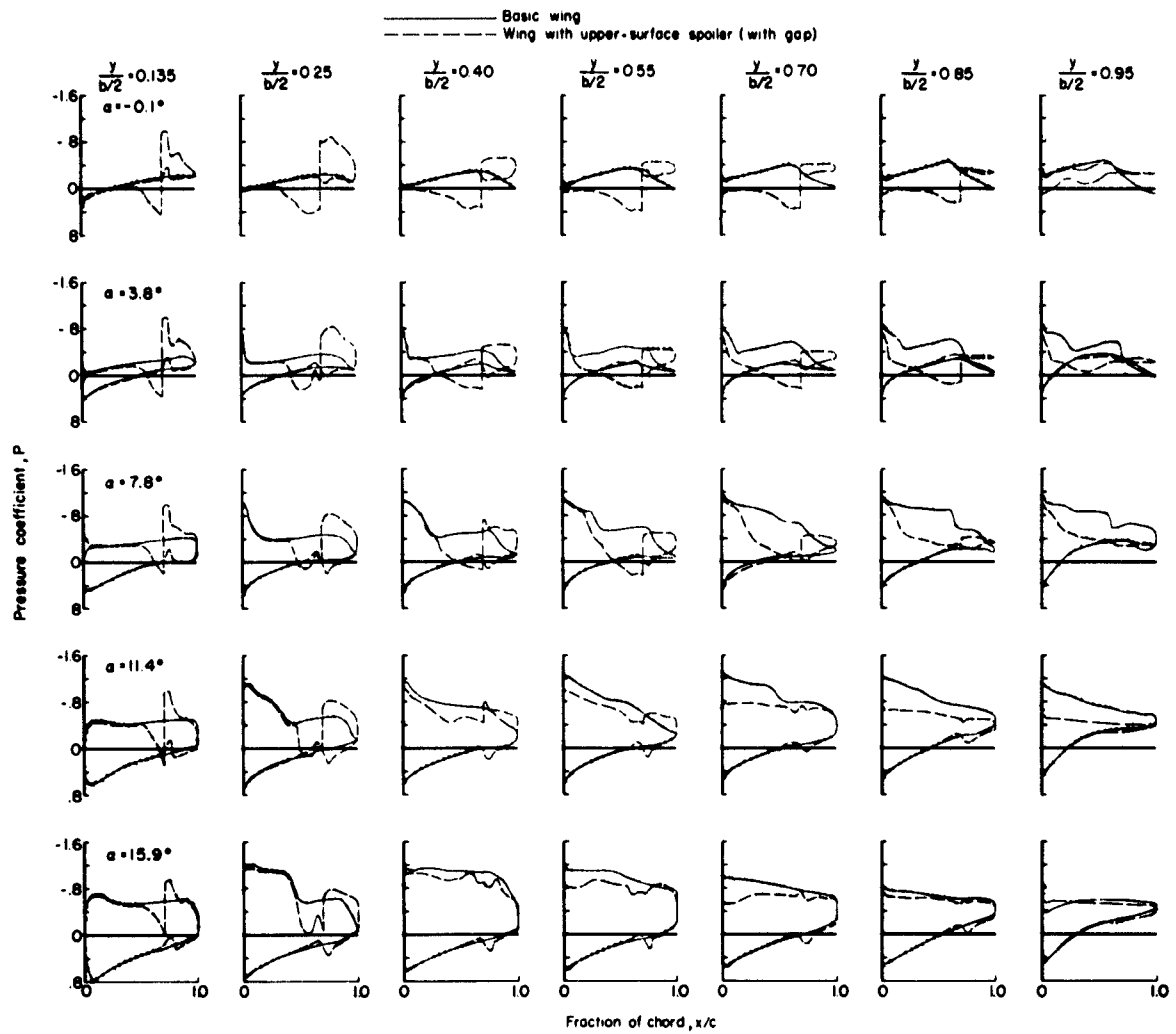 Basic wing
Wing with upper-surface spoiler (with gap)
y/b/2 = 0.135
y/b/2 = 0.25
y/b/2 = 0.40
y/b/2 = 0.55
y/b/2 = 0.70
y/b/2 = 0.85
y/b/2 = 0.95
-1.6
α = -0.1°
-.8
0
8
-1.6
α = 3.8°
-.8
0
8
Pressure coefficient, P
-1.6
α = 7.8°
-.8
0
8
-1.6
α = 11.4°
-.8
0
.8
-1.6
α = 15.9°
-.8
0
.8
0 1.0 0 1.0 0 1.0 0 1.0 0 1.0 0 1.0 0 1.0
Fraction of chord, x/c